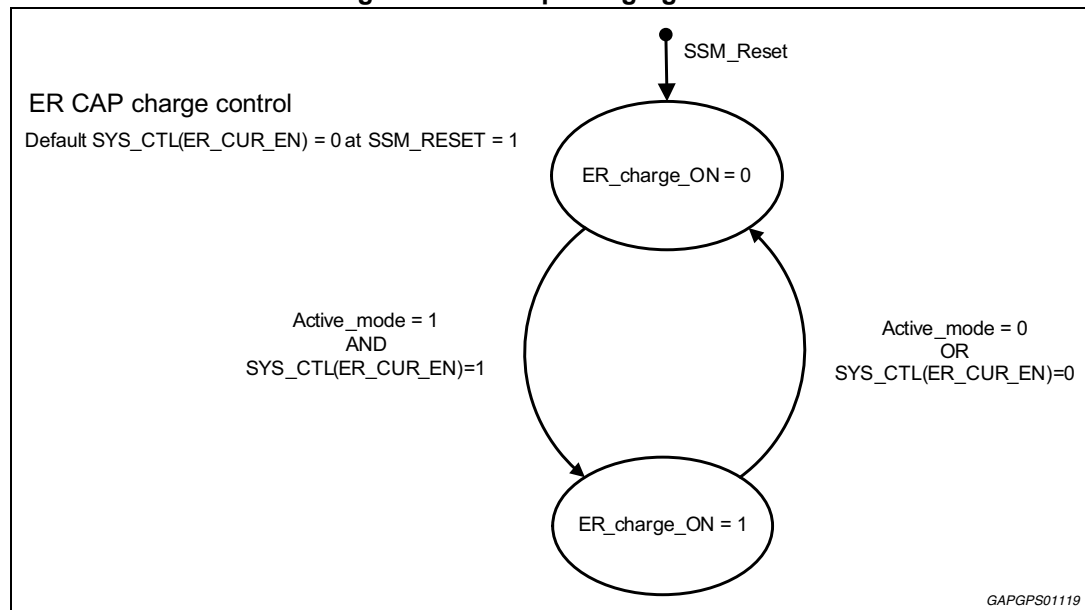 SSM_Reset
ER CAP charge control
Default SYS_CTL(ER_CUR_EN) = 0 at SSM_RESET = 1
ER_charge_ON = 0
Active_mode = 1
AND
SYS_CTL(ER_CUR_EN)=1
Active_mode = 0
OR
SYS_CTL(ER_CUR_EN)=0
ER_charge_ON = 1
GAPGPS01119